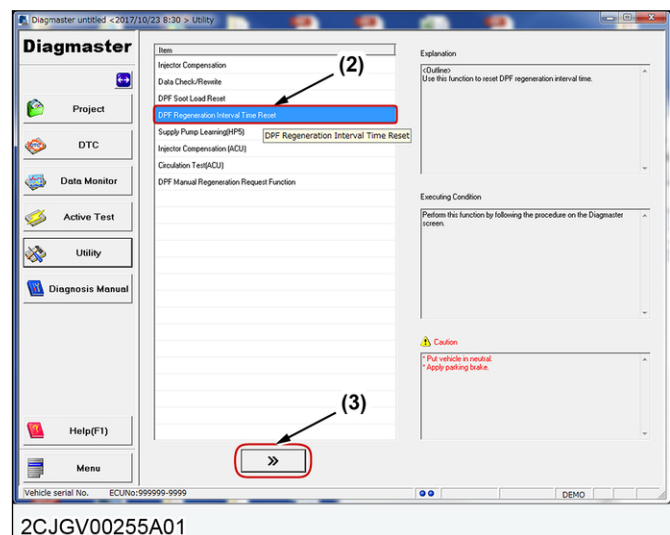 Diagmaster untitled <2017/10/23 8:30 > Utility
Diagmaster
Project
DTC
Data Monitor
Active Test
Utility
Diagnosis Manual
Help(F1)
Menu
Item
Injector Compensation
Data Check/Rewrite
DPF Soot Load Reset
DPF Regeneration Interval Time Reset
Supply Pump Learning(HP5)
DPF Regeneration Interval Time Reset
Injector Compensation (ACU)
Circulation Test(ACU)
DPF Manual Regeneration Request Function
(2)
(3)
»
Explanation
<Outline>
Use this function to reset DPF regeneration interval time.
Executing Condition
Perform this function by following the procedure on the Diagmaster
screen.
Caution
* Put vehicle in neutral.
* Apply parking brake.
Vehicle serial No. ECUNo:999999-9999
DEMO
2CJGV00255A01